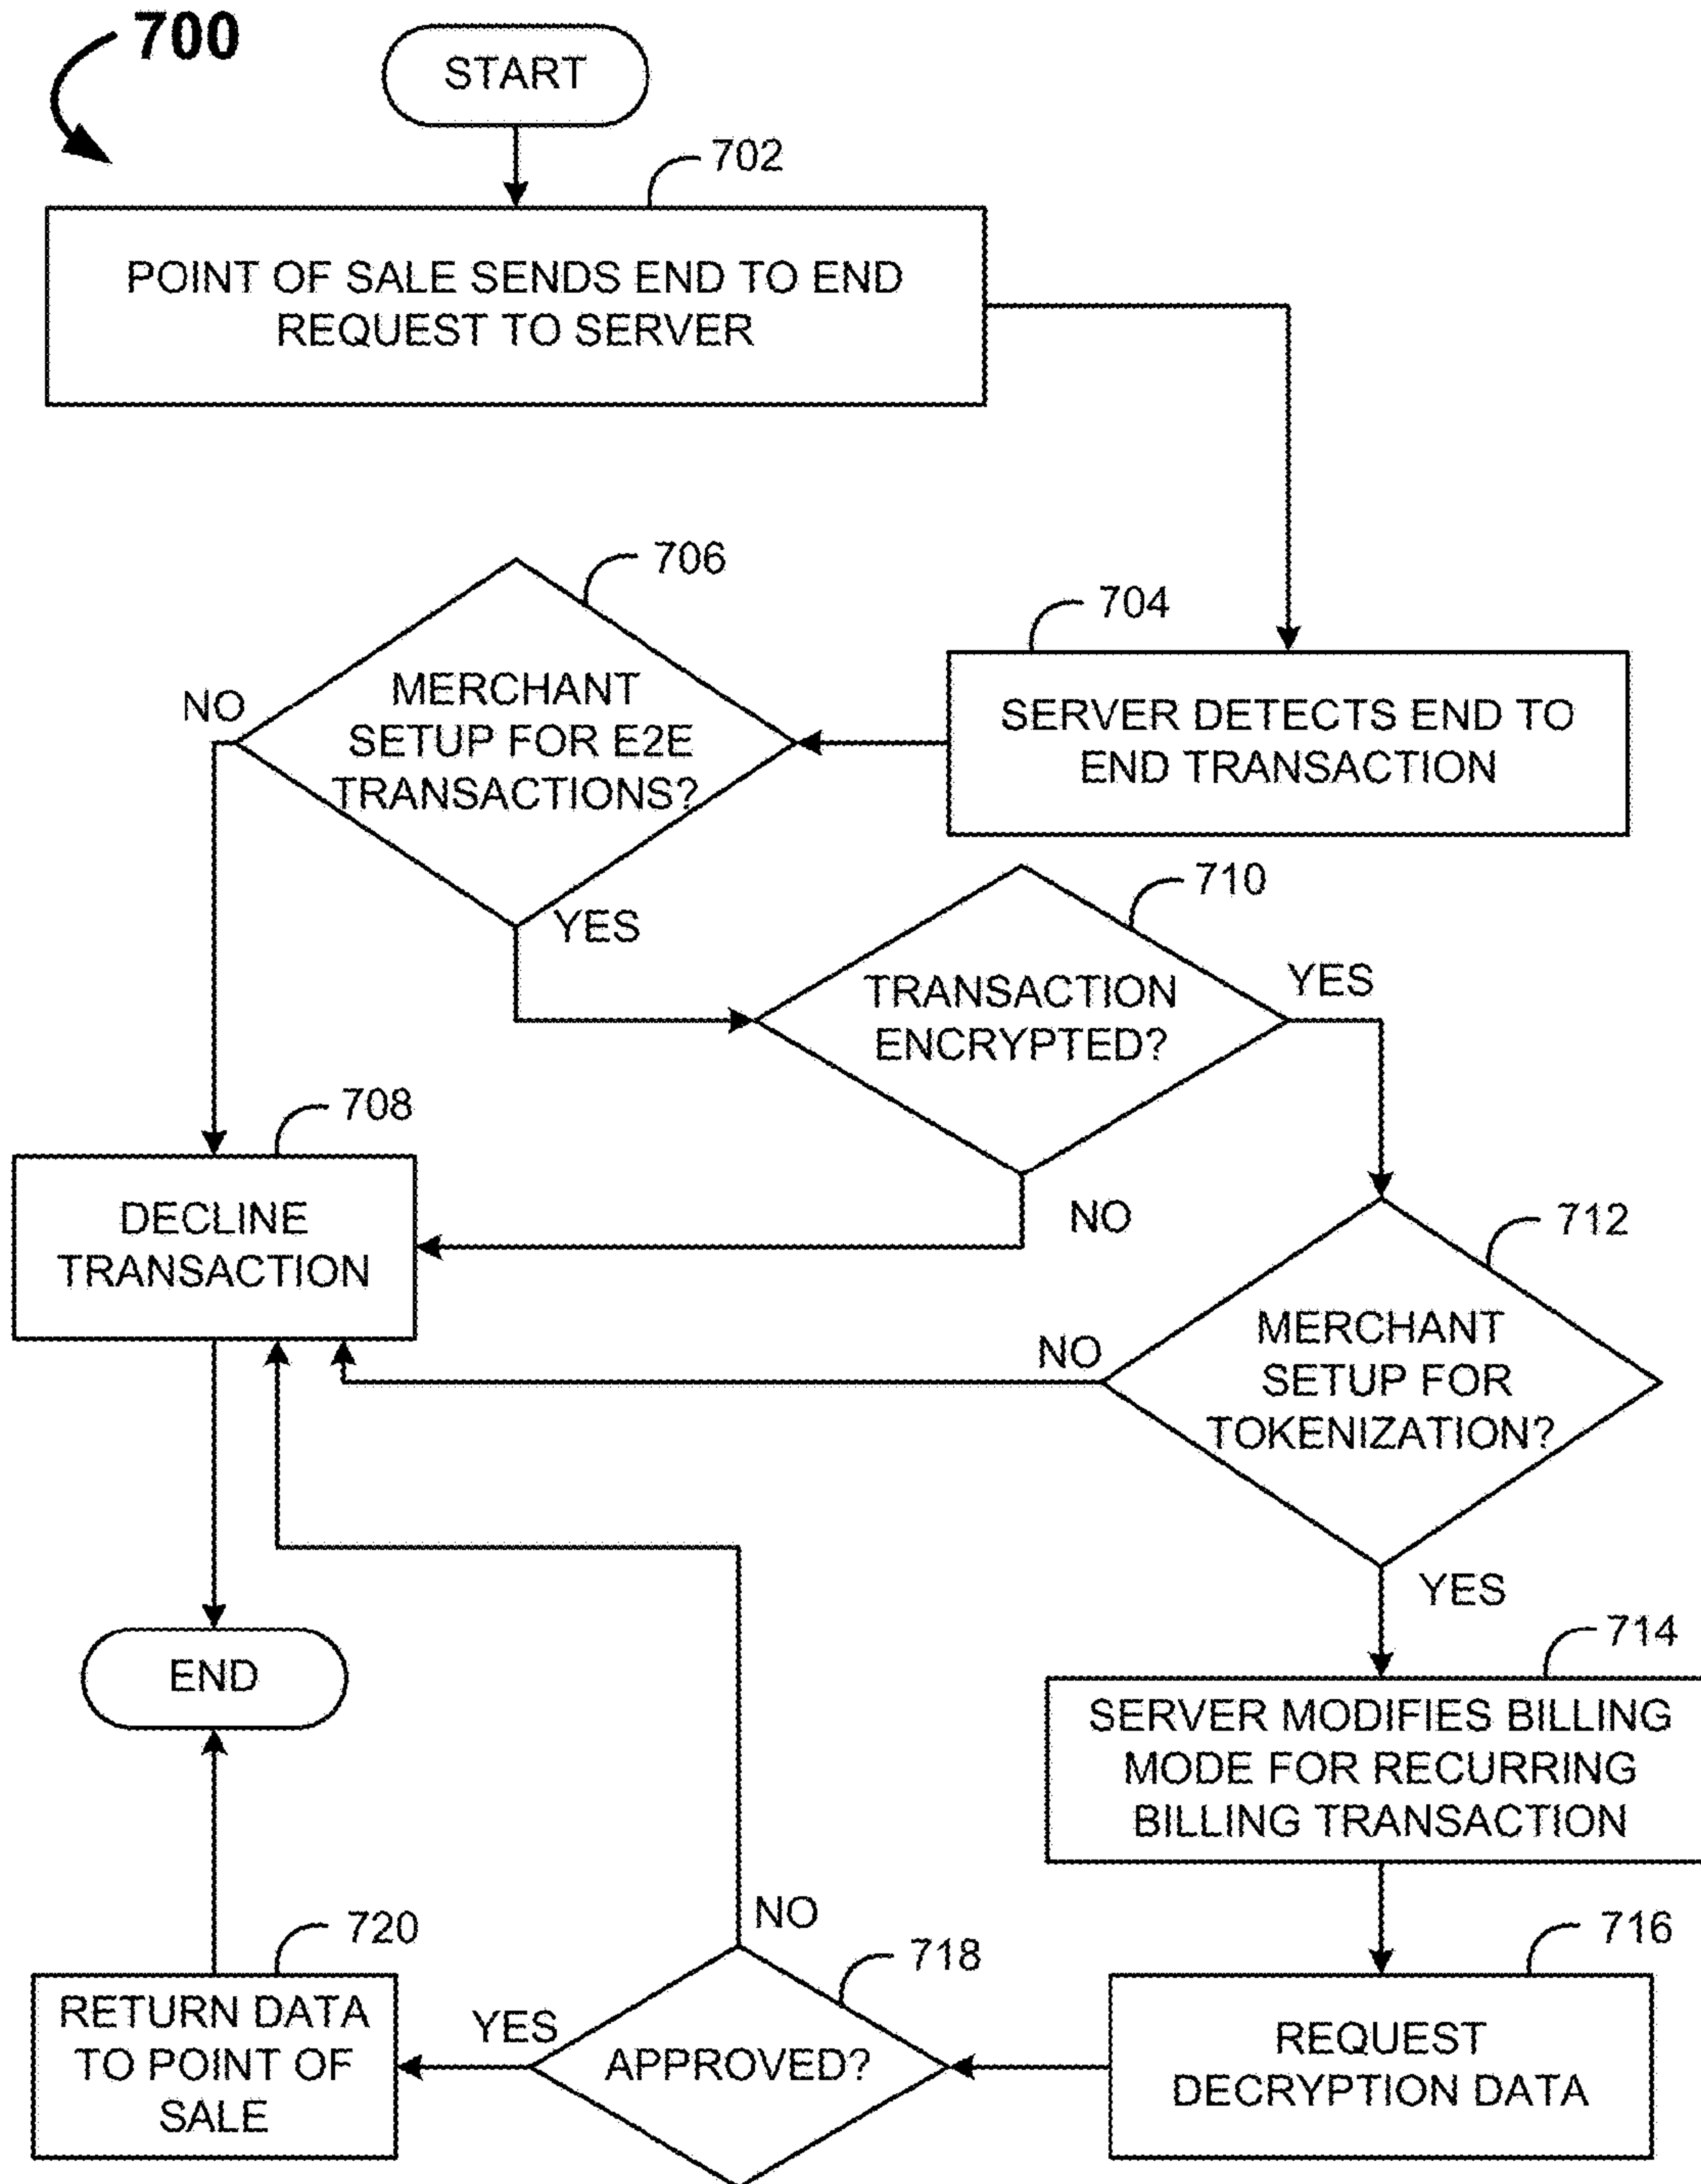 700
START
702
POINT OF SALE SENDS END TO END
REQUEST TO SERVER
706
MERCHANT
SETUP FOR E2E
TRANSACTIONS?
NO
YES
704
SERVER DETECTS END TO
END TRANSACTION
710
TRANSACTION
ENCRYPTED?
YES
NO
708
DECLINE
TRANSACTION
712
MERCHANT
SETUP FOR
TOKENIZATION?
NO
YES
714
SERVER MODIFIES BILLING
MODE FOR RECURRING
BILLING TRANSACTION
END
716
REQUEST
DECRYPTION DATA
718
APPROVED?
NO
YES
720
RETURN DATA
TO POINT OF
SALE